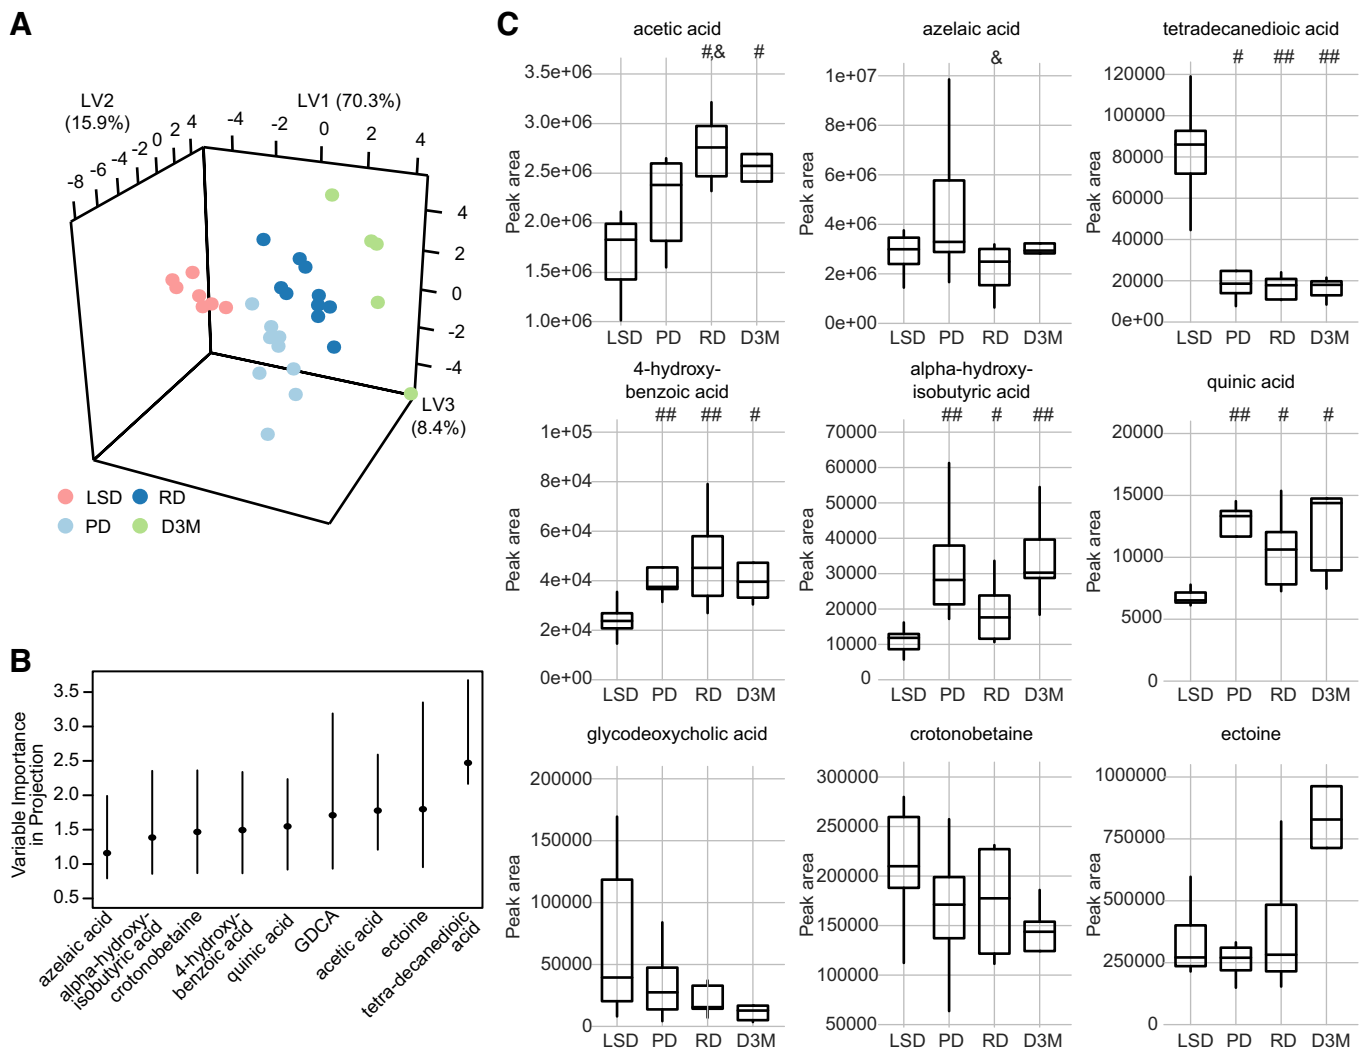 A
LV2
(15.9%)
LV1 (70.3%)
-8 -6 -4 -2 0 2 4
-4 -2 0 2 4
4
2
0
-2
-4
LV3
(8.4%)
LSD RD
PD D3M
B
Variable Importance
in Projection
3.5
3.0
2.5
2.0
1.5
1.0
0.5
azelaic acid
alpha-hydroxy-
isobutyric acid
crotonobetaine
4-hydroxy-
benzoic acid
quinic acid
GDCA
acetic acid
ectoine
tetra-decanedioic
acid
C
acetic acid
#,& #
Peak area
3.5e+06
3.0e+06
2.5e+06
2.0e+06
1.5e+06
1.0e+06
LSD PD RD D3M
azelaic acid
&
Peak area
1e+07
8e+06
6e+06
4e+06
2e+06
0e+00
LSD PD RD D3M
tetradecanedioic acid
# ## ##
Peak area
120000
100000
80000
60000
40000
20000
0e+00
LSD PD RD D3M
4-hydroxy-
benzoic acid
## ## #
Peak area
1e+05
8e+04
6e+04
4e+04
2e+04
0e+00
LSD PD RD D3M
alpha-hydroxy-
isobutyric acid
## # ##
Peak area
70000
60000
50000
40000
30000
20000
10000
0
LSD PD RD D3M
quinic acid
## # #
Peak area
20000
15000
10000
5000
0
LSD PD RD D3M
glycodeoxycholic acid
Peak area
200000
150000
100000
50000
0
LSD PD RD D3M
crotonobetaine
Peak area
300000
250000
200000
150000
100000
50000
LSD PD RD D3M
ectoine
Peak area
1000000
750000
500000
250000
0
LSD PD RD D3M